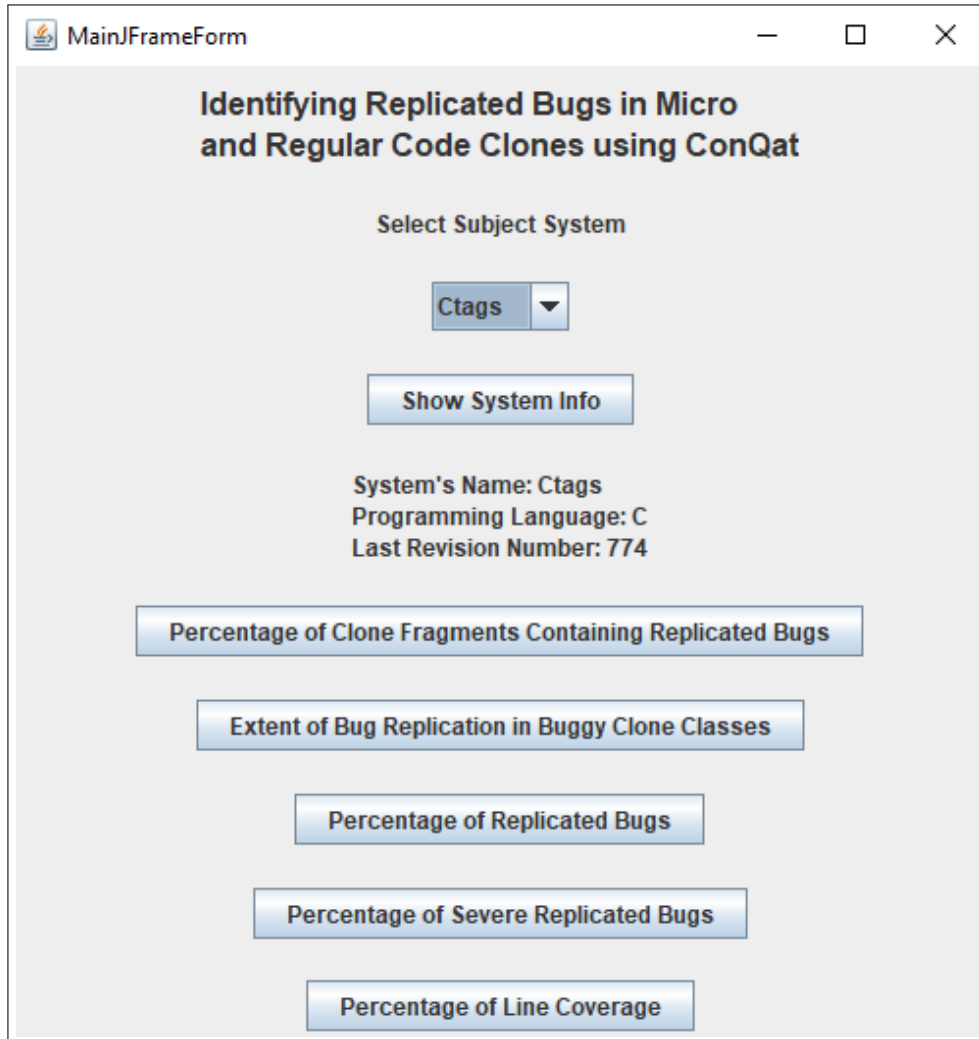 MainJFrameForm
Identifying Replicated Bugs in Micro
and Regular Code Clones using ConQat
Select Subject System
Ctags
Show System Info
System's Name: Ctags
Programming Language: C
Last Revision Number: 774
Percentage of Clone Fragments Containing Replicated Bugs
Extent of Bug Replication in Buggy Clone Classes
Percentage of Replicated Bugs
Percentage of Severe Replicated Bugs
Percentage of Line Coverage